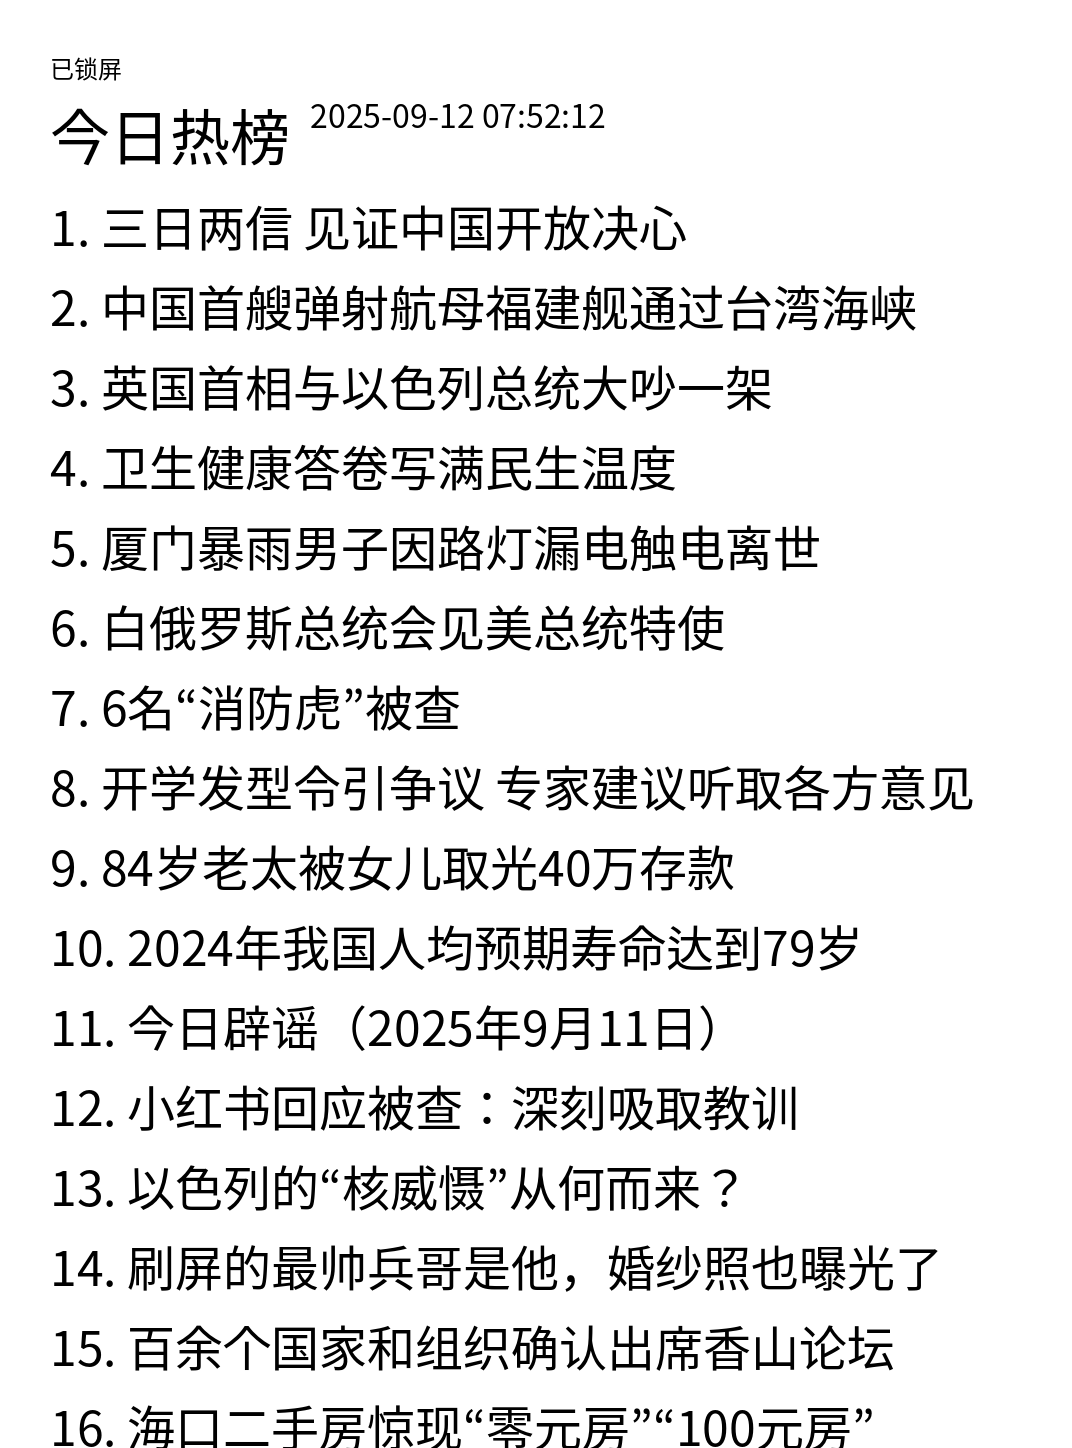 已锁屏
今日热榜 2025-09-12 07:52:12
1. 三日两信 见证中国开放决心
2. 中国首艘弹射航母福建舰通过台湾海峡
3. 英国首相与以色列总统大吵一架
4. 卫生健康答卷写满民生温度
5. 厦门暴雨男子因路灯漏电触电离世
6. 白俄罗斯总统会见美总统特使
7. 6名“消防虎”被查
8. 开学发型令引争议 专家建议听取各方意见
9. 84岁老太被女儿取光40万存款
10. 2024年我国人均预期寿命达到79岁
11. 今日辟谣（2025年9月11日）
12. 小红书回应被查：深刻吸取教训
13. 以色列的“核威慑”从何而来？
14. 刷屏的最帅兵哥是他，婚纱照也曝光了
15. 百余个国家和组织确认出席香山论坛
16. 海口二手房惊现“零元房”“100元房”